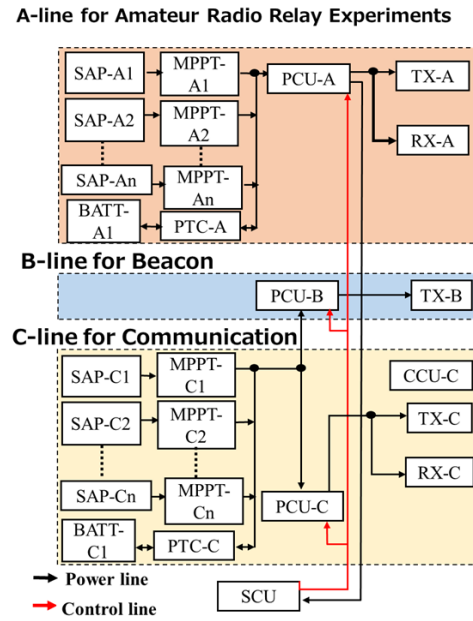 A-line for Amateur Radio Relay Experiments
SAP-A1
MPPT-
A1
PCU-A
TX-A
SAP-A2
MPPT-
A2
RX-A
SAP-An
MPPT-
An
BATT-
A1
PTC-A
B-line for Beacon
PCU-B
TX-B
C-line for Communication
SAP-C1
MPPT-
C1
CCU-C
SAP-C2
MPPT-
C2
TX-C
RX-C
SAP-Cn
MPPT-
Cn
PCU-C
BATT-
C1
PTC-C
Power line
Control line
SCU